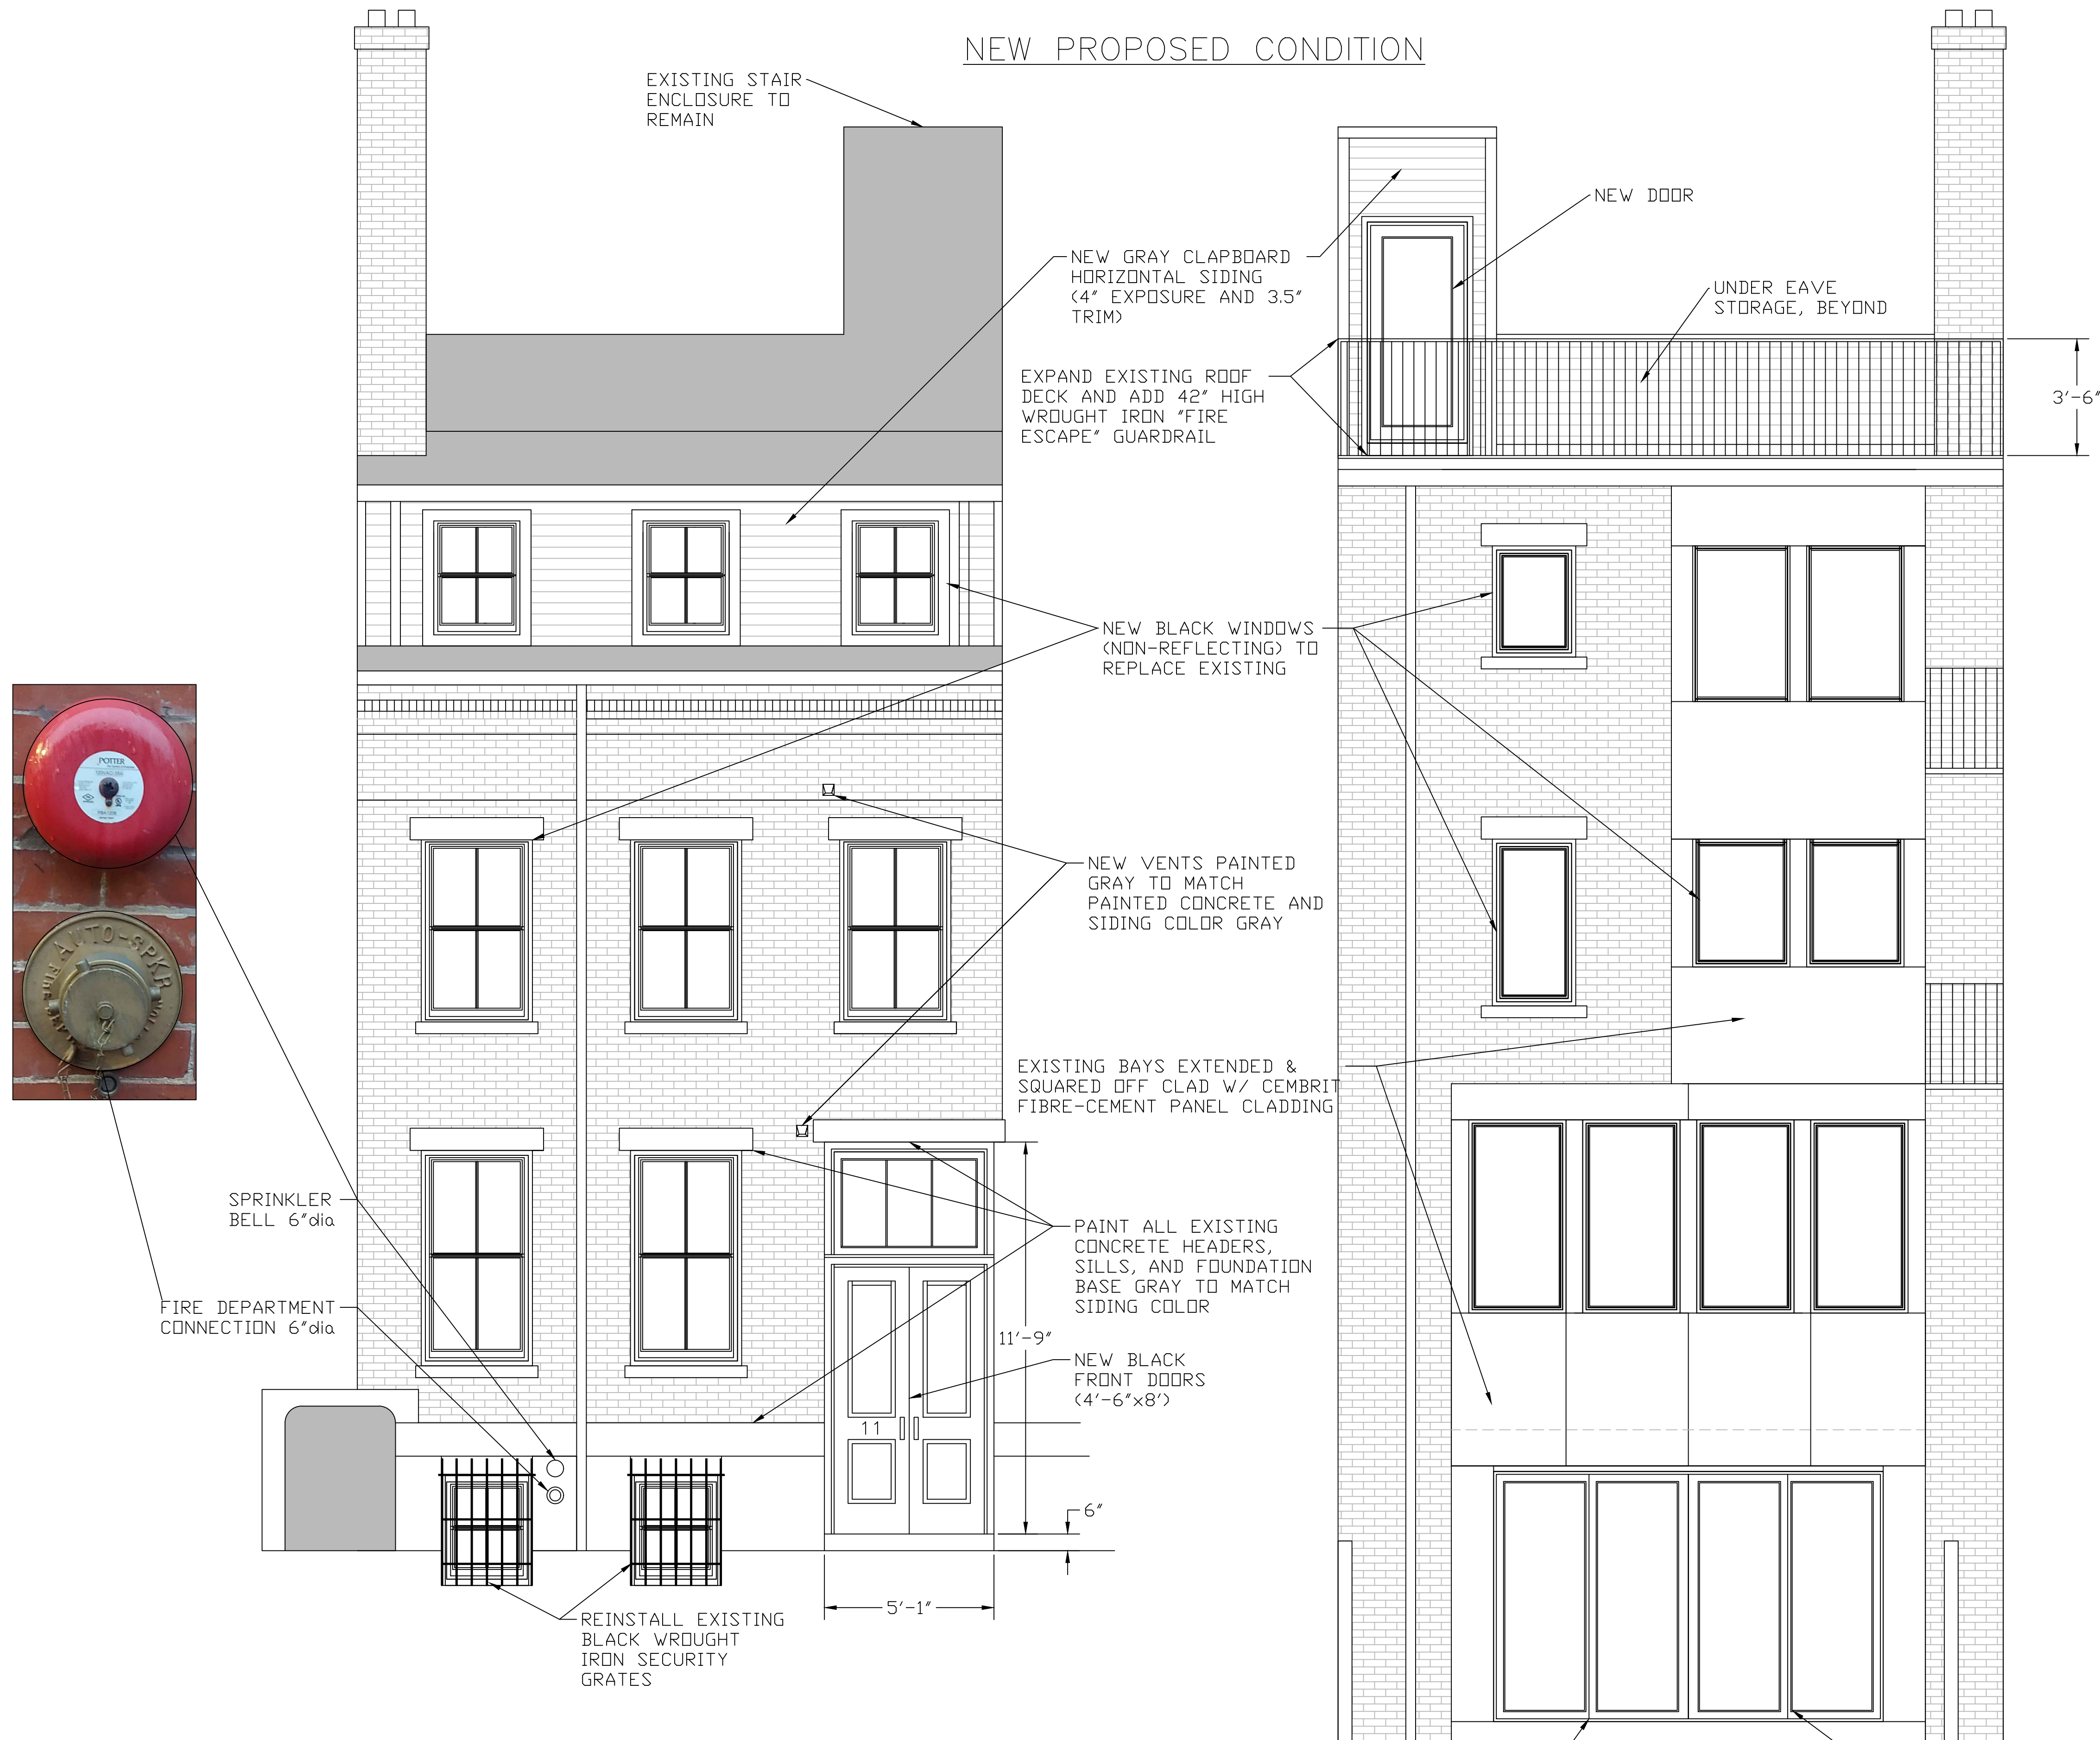 NEW PROPOSED CONDITION
EXISTING STAIR
ENCLOSURE TO
REMAIN
NEW DOOR
NEW GRAY CLAPBOARD
HORIZONTAL SIDING
(4" EXPOSURE AND 3.5"
TRIM)
UNDER EAVE
STORAGE, BEYOND
EXPAND EXISTING ROOF
DECK AND ADD 42" HIGH
WROUGHT IRON "FIRE
ESCAPE" GUARDRAIL
3'-6"
NEW BLACK WINDOWS
(NON-REFLECTING) TO
REPLACE EXISTING
POTTER
AUTO-SPKR
FIRE
NEW VENTS PAINTED
GRAY TO MATCH
PAINTED CONCRETE AND
SIDING COLOR GRAY
EXISTING BAYS EXTENDED &
SQUARED OFF CLAD W/ CEMBRIT
FIBRE-CEMENT PANEL CLADDING
SPRINKLER
BELL 6"dia
PAINT ALL EXISTING
CONCRETE HEADERS,
SILLS, AND FOUNDATION
BASE GRAY TO MATCH
SIDING COLOR
FIRE DEPARTMENT
CONNECTION 6"dia
11'-9"
NEW BLACK
FRONT DOORS
(4'-6"x8')
11
6"
5'-1"
REINSTALL EXISTING
BLACK WROUGHT
IRON SECURITY
GRATES